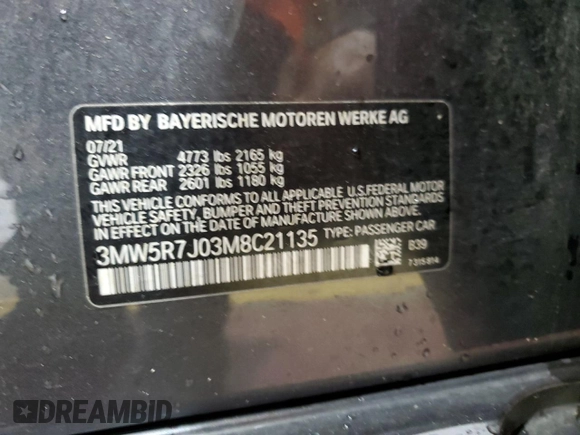 MFD BY BAYERISCHE MOTOREN WERKE AG
07/21
GVWR 4773 lbs 2165 kg
GAWR FRONT 2326 lbs 1055 kg
GAWR REAR 2601 lbs 1180 kg
THIS VEHICLE CONFORMS TO ALL APPLICABLE U.S.FEDERAL MOTOR
VEHICLE SAFETY, BUMPER, AND THEFT PREVENTION STANDARDS
IN EFFECT ON THE DATE OF MANUFACTURE SHOWN ABOVE.
3MW5R7J03M8C21135 TYPE: PASSENGER CAR
B39
7315814
DREAMBID